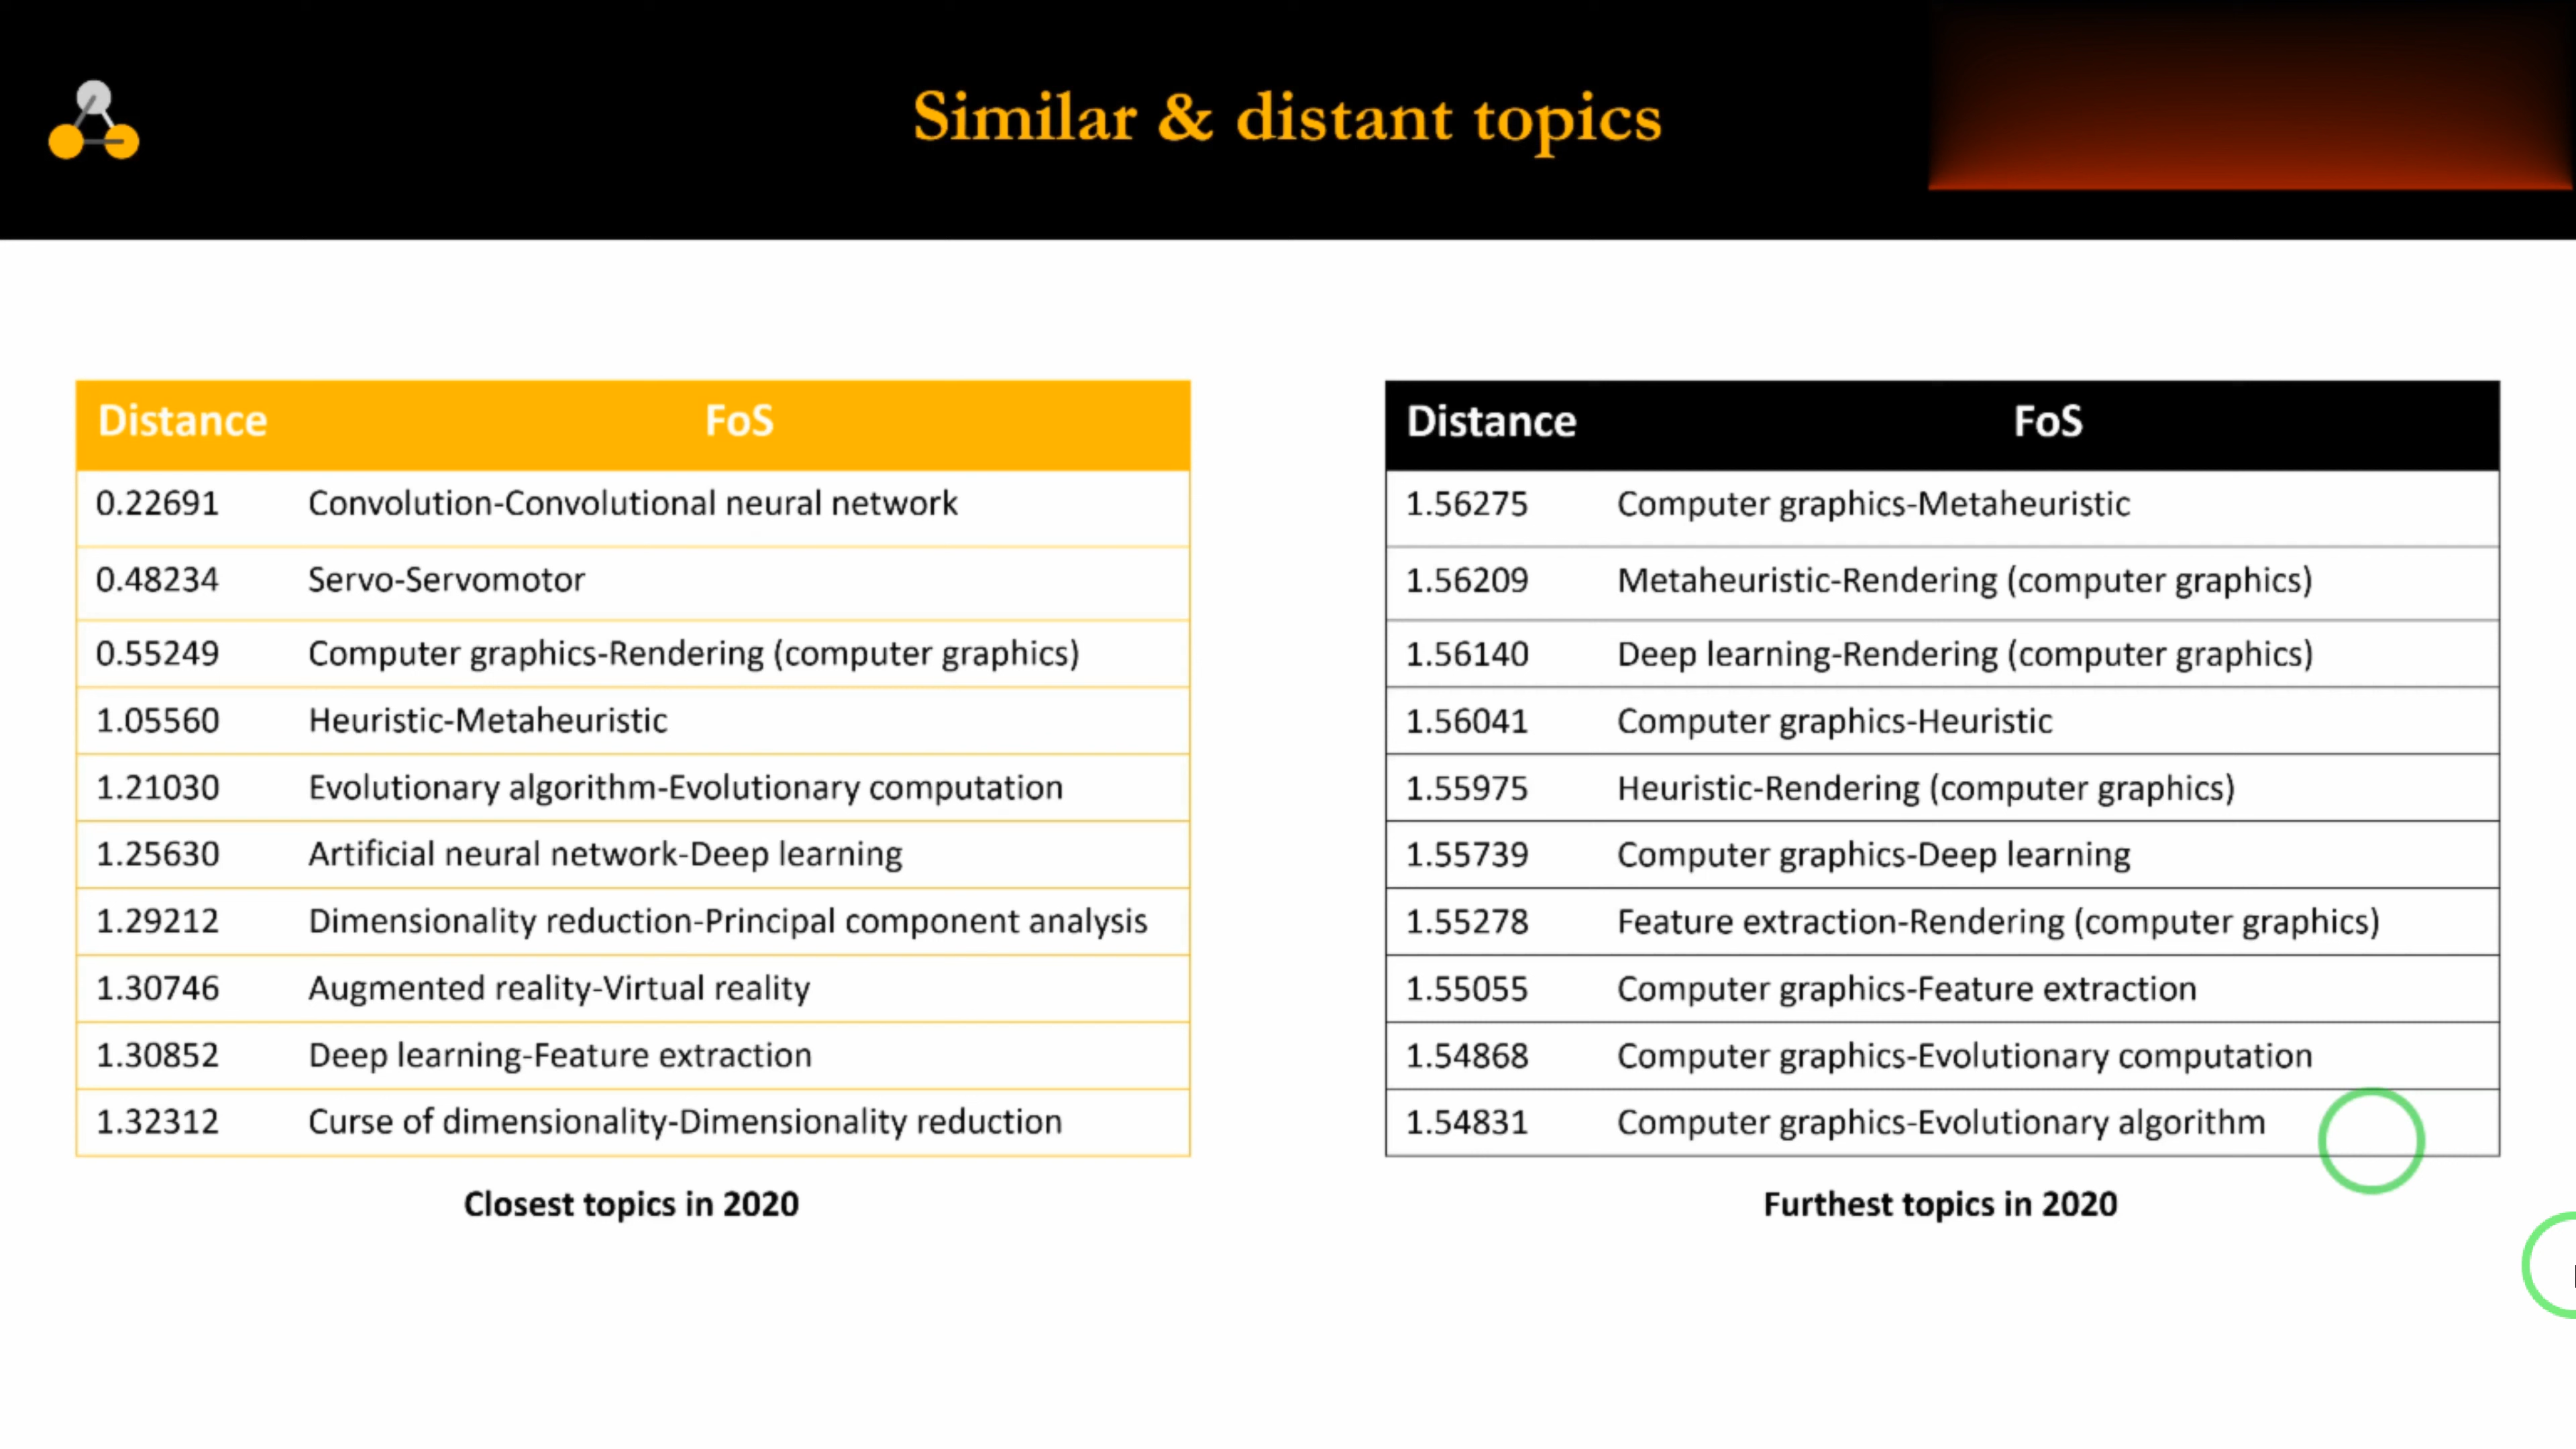 Similar & distant topics
Distance FoS
0.22691 Convolution-Convolutional neural network
0.48234 Servo-Servomotor
0.55249 Computer graphics-Rendering (computer graphics)
1.05560 Heuristic-Metaheuristic
1.21030 Evolutionary algorithm-Evolutionary computation
1.25630 Artificial neural network-Deep learning
1.29212 Dimensionality reduction-Principal component analysis
1.30746 Augmented reality-Virtual reality
1.30852 Deep learning-Feature extraction
1.32312 Curse of dimensionality-Dimensionality reduction
Closest topics in 2020
Distance FoS
1.56275 Computer graphics-Metaheuristic
1.56209 Metaheuristic-Rendering (computer graphics)
1.56140 Deep learning-Rendering (computer graphics)
1.56041 Computer graphics-Heuristic
1.55975 Heuristic-Rendering (computer graphics)
1.55739 Computer graphics-Deep learning
1.55278 Feature extraction-Rendering (computer graphics)
1.55055 Computer graphics-Feature extraction
1.54868 Computer graphics-Evolutionary computation
1.54831 Computer graphics-Evolutionary algorithm
Furthest topics in 2020